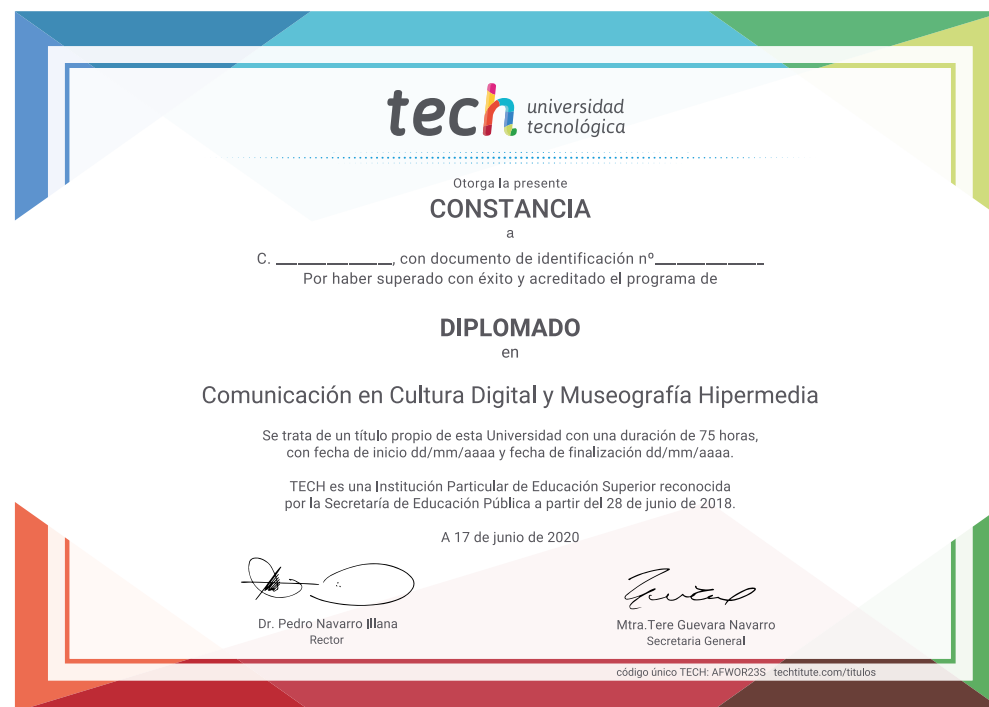 tech universidad
tecnológica
Otorga la presente
CONSTANCIA
a
C. ______________, con documento de identificación nº_____________
Por haber superado con éxito y acreditado el programa de
DIPLOMADO
en
Comunicación en Cultura Digital y Museografía Hipermedia
Se trata de un título propio de esta Universidad con una duración de 75 horas,
con fecha de inicio dd/mm/aaaa y fecha de finalización dd/mm/aaaa.
TECH es una Institución Particular de Educación Superior reconocida
por la Secretaría de Educación Pública a partir del 28 de junio de 2018.
A 17 de junio de 2020
Dr. Pedro Navarro Illana
Rector
Mtra.Tere Guevara Navarro
Secretaria General
código único TECH: AFWOR23S techtitute.com/titulos